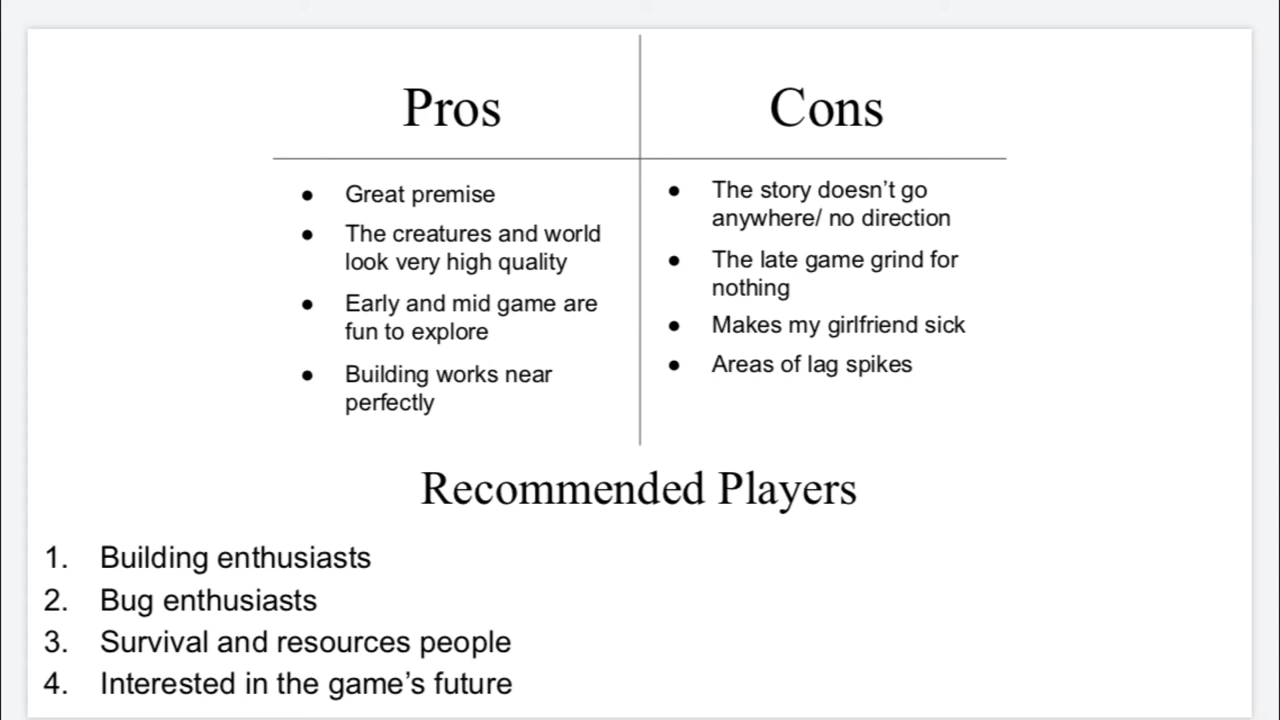 Pros
● Great premise
● The creatures and world
look very high quality
● Early and mid game are
fun to explore
● Building works near
perfectly
Cons
● The story doesn’t go
anywhere/ no direction
● The late game grind for
nothing
● Makes my girlfriend sick
● Areas of lag spikes
Recommended Players
1. Building enthusiasts
2. Bug enthusiasts
3. Survival and resources people
4. Interested in the game’s future